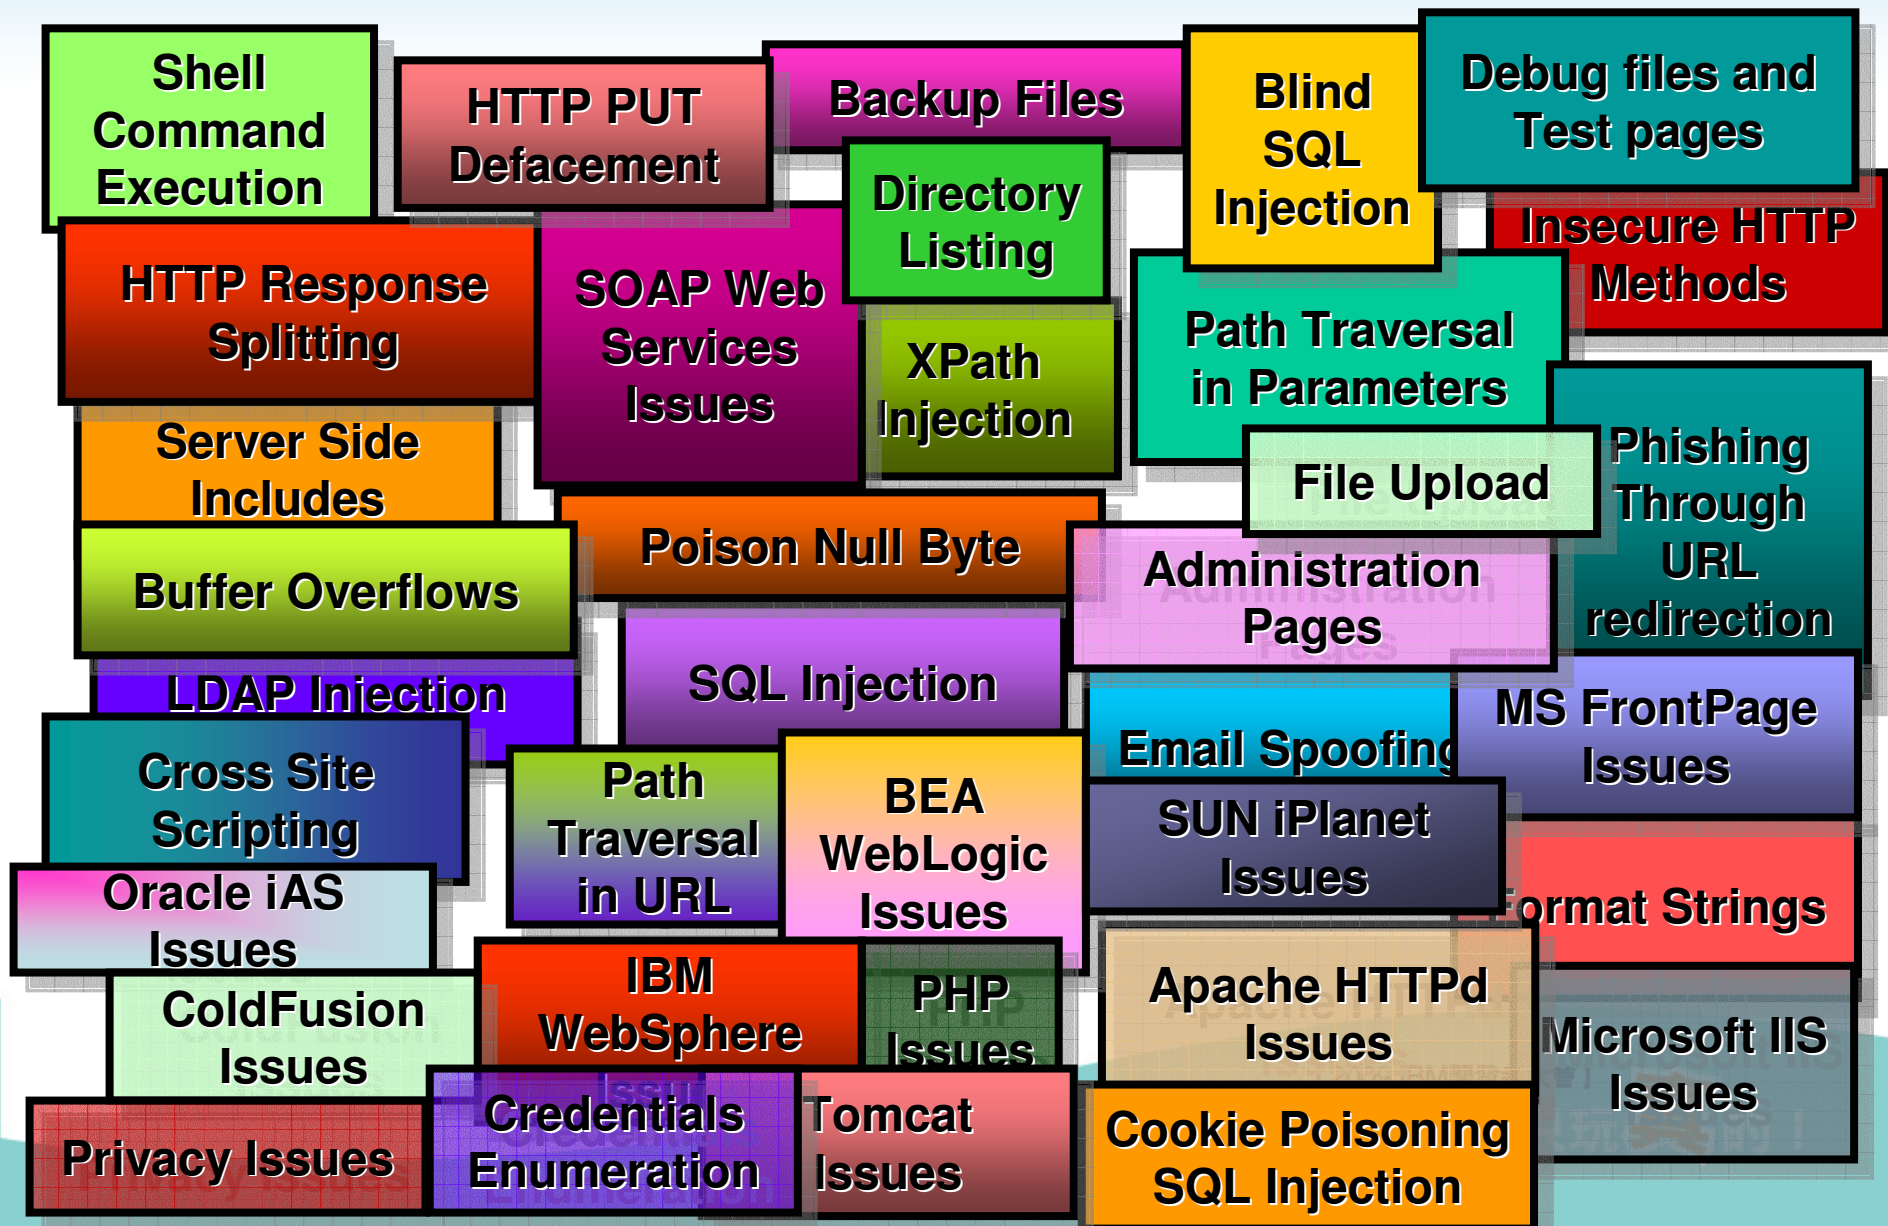 Shell
Command
Execution
HTTP PUT
Defacement
Backup Files
Blind
SQL
Injection
Debug files and
Test pages
Directory
Listing
Insecure HTTP
Methods
HTTP Response
Splitting
SOAP Web
Services
Issues
XPath
Injection
Path Traversal
in Parameters
Server Side
Includes
File Upload
Phishing
Through
URL
redirection
Poison Null Byte
Buffer Overflows
Administration
Pages
LDAP Injection
SQL Injection
Email Spoofing
MS FrontPage
Issues
Cross Site
Scripting
Path
Traversal
in URL
BEA
WebLogic
Issues
SUN iPlanet
Issues
Format Strings
Oracle iAS
Issues
IBM
WebSphere
Issues
PHP
Issues
Apache HTTPd
Issues
Microsoft IIS
Issues
ColdFusion
Issues
Privacy Issues
Credentials
Enumeration
Tomcat
Issues
Cookie Poisoning
SQL Injection